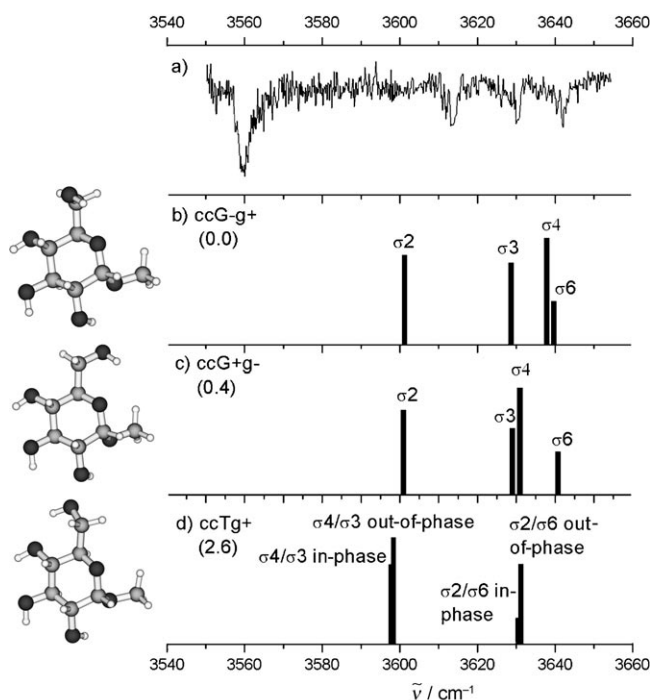 3540 3560 3580 3600 3620 3640 3660
a)
b) ccG-g+
(0.0)
σ2
σ3
σ4
σ6
c) ccG+g-
(0.4)
σ2
σ3
σ4
σ6
d) ccTg+
(2.6)
σ4/σ3 out-of-phase
σ4/σ3 in-phase
σ2/σ6 out-
of-phase
σ2/σ6 in-
phase
3540 3560 3580 3600 3620 3640 3660
ṽ / cm⁻¹